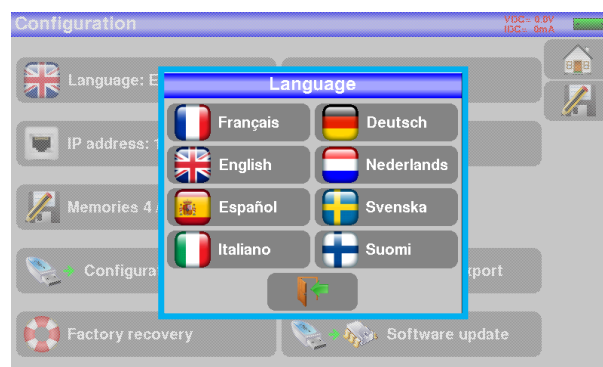 Configuration
VDC= 0.0V
IDC= 0mA
Language: E
Language
Français
Deutsch
IP address: 1
English
Nederlands
Memories 4
Español
Svenska
Italiano
Suomi
Configura
xport
Factory recovery
Software update